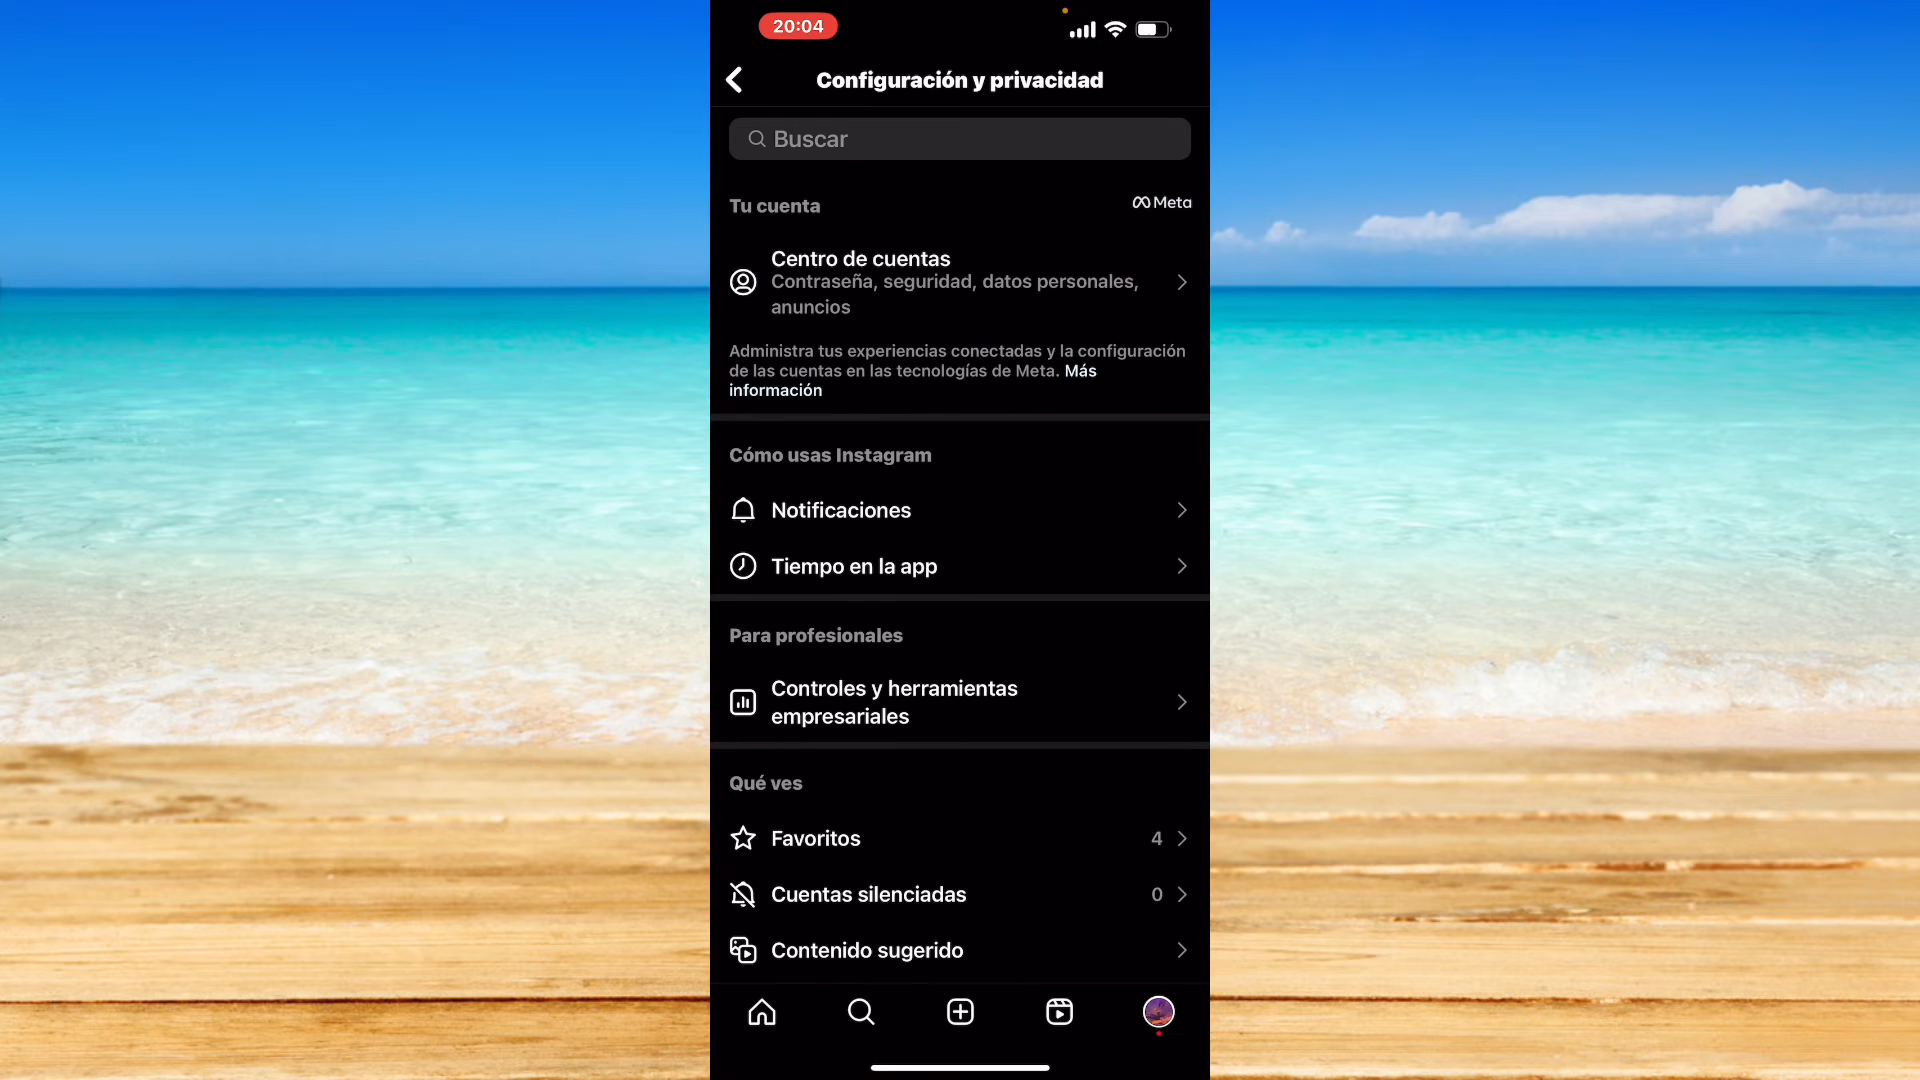 20:04
Configuración y privacidad
Buscar
Tu cuenta
Meta
Centro de cuentas
Contraseña, seguridad, datos personales,
anuncios
Administra tus experiencias conectadas y la configuración
de las cuentas en las tecnologías de Meta. Más
información
Cómo usas Instagram
Notificaciones
Tiempo en la app
Para profesionales
Controles y herramientas
empresariales
Qué ves
Favoritos 4
Cuentas silenciadas 0
Contenido sugerido